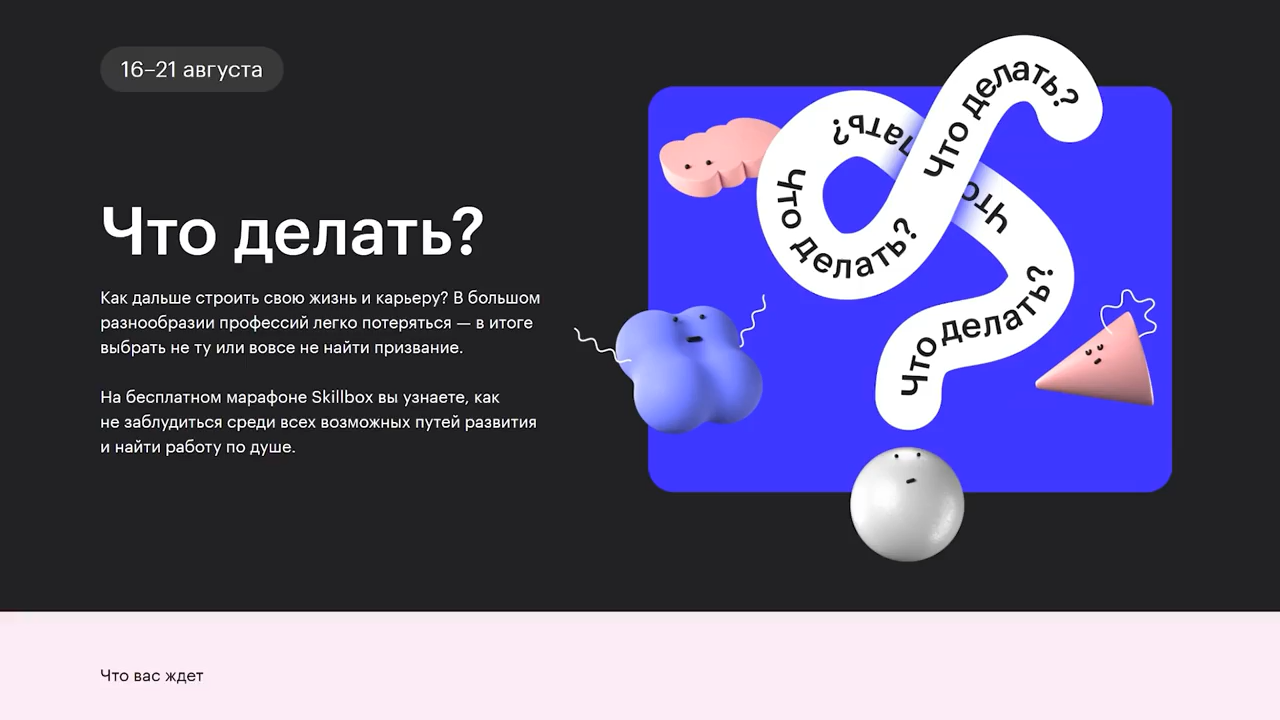 16–21 августа
Что делать?
Как дальше строить свою жизнь и карьеру? В большом
разнообразии профессий легко потеряться — в итоге
выбрать не ту или вовсе не найти призвание.
На бесплатном марафоне Skillbox вы узнаете, как
не заблудиться среди всех возможных путей развития
и найти работу по душе.
Что делать?
Что делать?
Что делать?
Что делать?
Что вас ждет